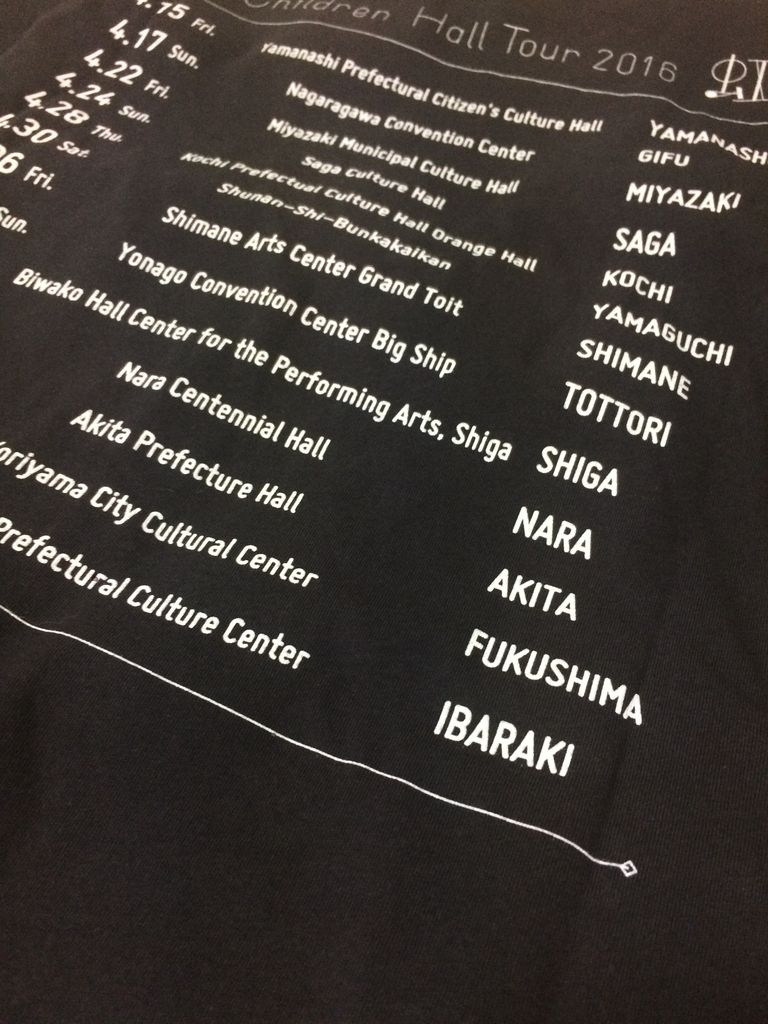 Children Hall Tour 2016
4.15 Fri. Yamanashi Prefectural Citizen's Culture Hall YAMANASH
4.17 Sun. Nagaragawa Convention Center GIFU
4.22 Fri. Miyazaki Municipal Culture Hall MIYAZAKI
4.24 Sun. Saga Culture Hall SAGA
4.28 Thu. Kochi Prefectual Culture Hall Orange Hall KOCHI
4.30 Sat. Shunan-Shi-Bunkakaikan YAMAGUCHI
6 Fri. Shimane Arts Center Grand Toit SHIMANE
Sun. Yonago Convention Center Big Ship TOTTORI
Biwako Hall Center for the Performing Arts, Shiga SHIGA
Nara Centennial Hall NARA
Akita Prefecture Hall AKITA
oriyama City Cultural Center FUKUSHIMA
Prefectural Culture Center IBARAKI